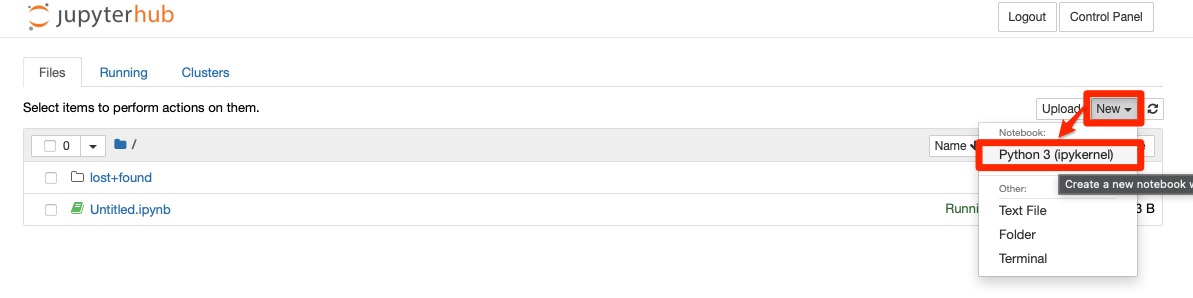 jupyterhub
Logout Control Panel
Files Running Clusters
Select items to perform actions on them.
Upload New
0 / Name
Notebook:
Python 3 (ipykernel)
lost+found
Create a new notebook
Other:
Untitled.ipynb
Text File
B
Folder
Terminal